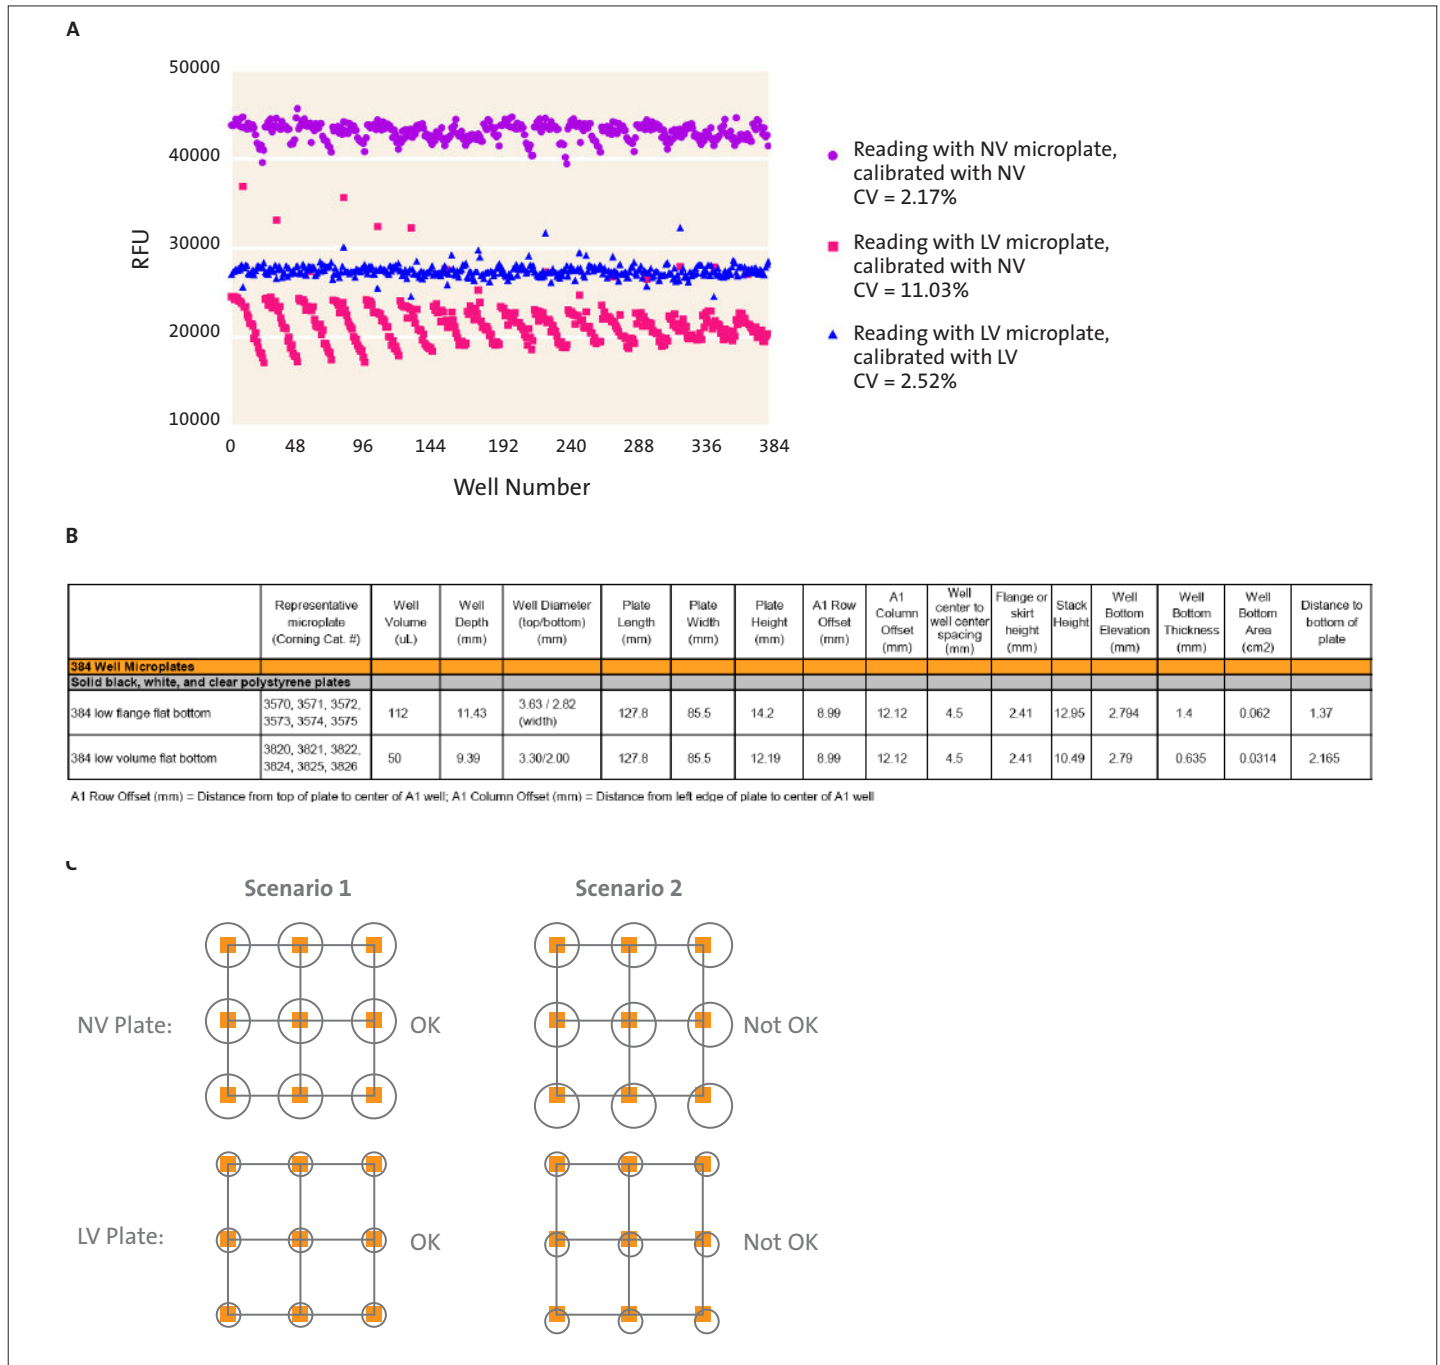 A
50000
40000
30000
20000
10000
RFU
0 48 96 144 192 240 288 336 384
Well Number
Reading with NV microplate,
calibrated with NV
CV = 2.17%
Reading with LV microplate,
calibrated with NV
CV = 11.03%
Reading with LV microplate,
calibrated with LV
CV = 2.52%
B
Representative microplate (Corning Cat. #) Well Volume (uL) Well Depth (mm) Well Diameter (top/bottom) (mm) Plate Length (mm) Plate Width (mm) Plate Height (mm) A1 Row Offset (mm) A1 Column Offset (mm) Well center to well center spacing (mm) Flange or skirt height (mm) Stack Height Well Bottom Elevation (mm) Well Bottom Thickness (mm) Well Bottom Area (cm2) Distance to bottom of plate
384 Well Microplates
Solid black, white, and clear polystyrene plates
384 low flange flat bottom 3570, 3571, 3572, 3573, 3574, 3575 112 11.43 3.63 / 2.82 (width) 127.8 85.5 14.2 8.99 12.12 4.5 2.41 12.95 2.794 1.4 0.062 1.37
384 low volume flat bottom 3820, 3821, 3822, 3824, 3825, 3826 50 9.39 3.30/2.00 127.8 85.5 12.19 8.99 12.12 4.5 2.41 10.49 2.79 0.635 0.0314 2.165
A1 Row Offset (mm) = Distance from top of plate to center of A1 well; A1 Column Offset (mm) = Distance from left edge of plate to center of A1 well
C
Scenario 1 Scenario 2
NV Plate: OK Not OK
LV Plate: OK Not OK